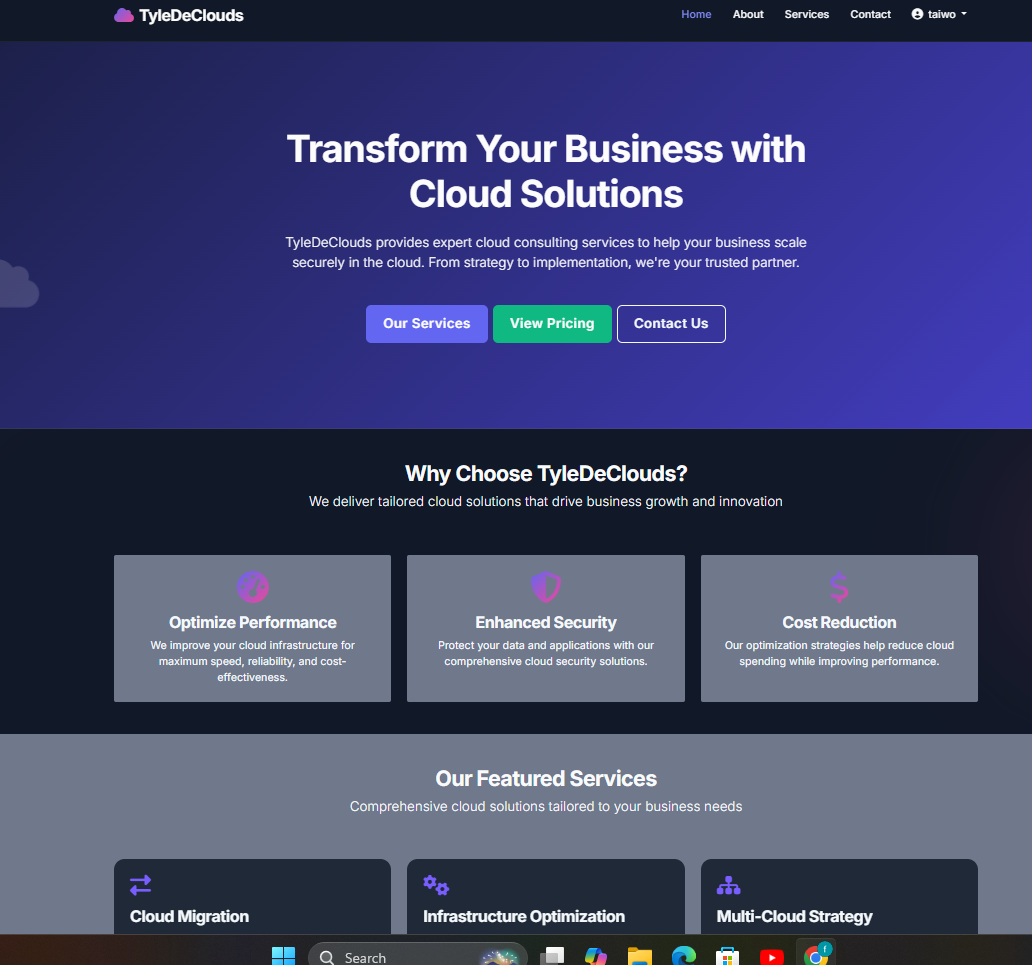 TyleDeClouds
Home About Services Contact taiwo
Transform Your Business with
Cloud Solutions
TyleDeClouds provides expert cloud consulting services to help your business scale
securely in the cloud. From strategy to implementation, we're your trusted partner.
Our Services View Pricing Contact Us
Why Choose TyleDeClouds?
We deliver tailored cloud solutions that drive business growth and innovation
Optimize Performance
We improve your cloud infrastructure for
maximum speed, reliability, and cost-
effectiveness.
Enhanced Security
Protect your data and applications with our
comprehensive cloud security solutions.
Cost Reduction
Our optimization strategies help reduce cloud
spending while improving performance.
Our Featured Services
Comprehensive cloud solutions tailored to your business needs
Cloud Migration
Infrastructure Optimization
Multi-Cloud Strategy
Search
f